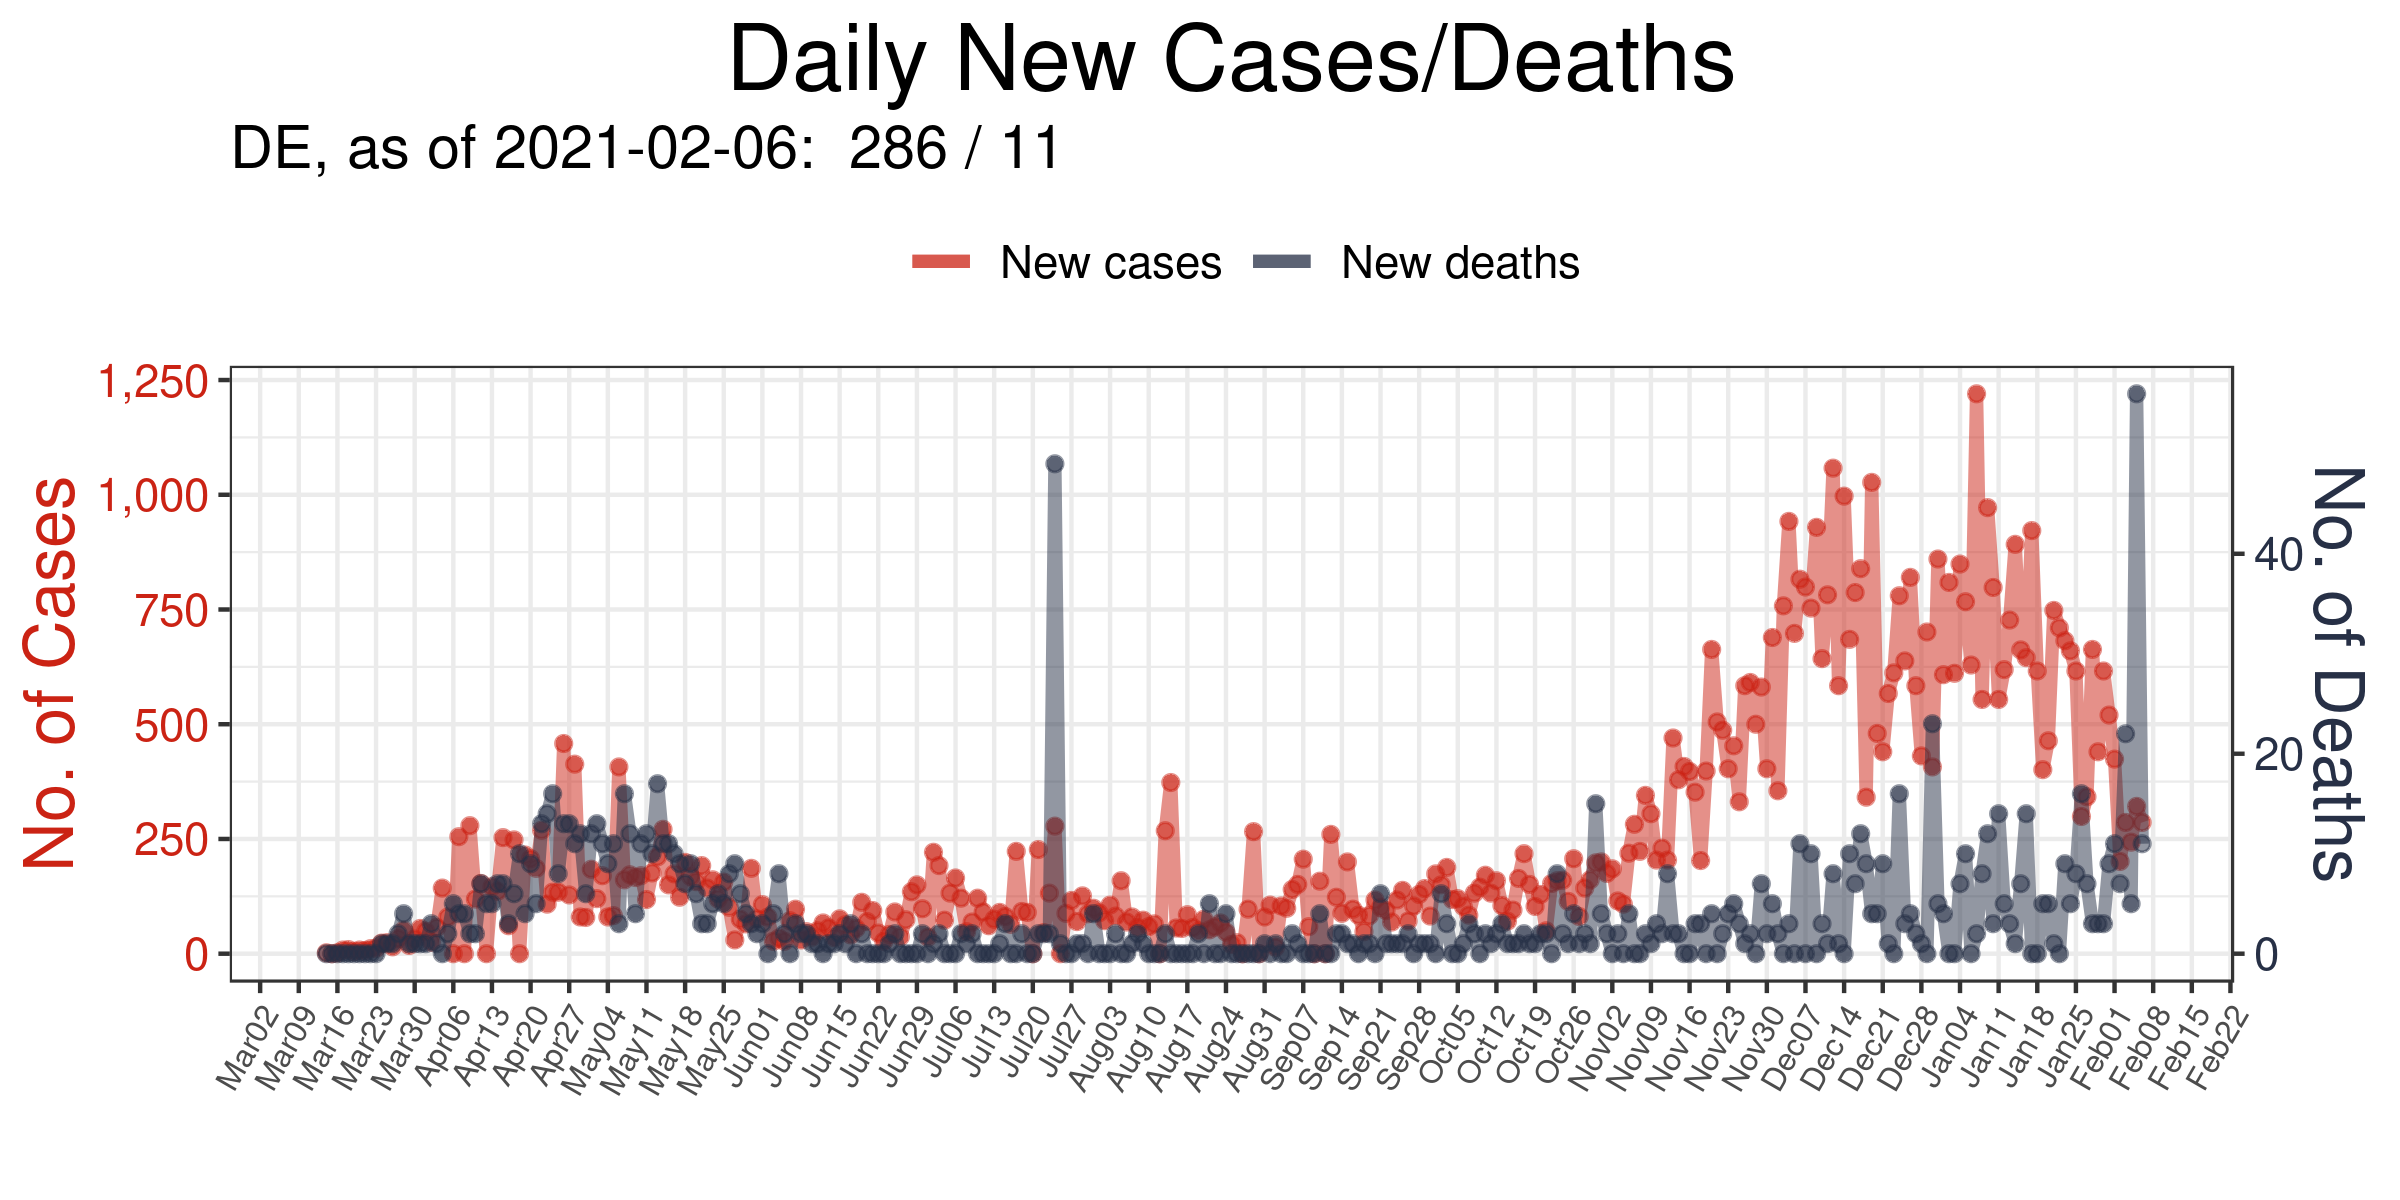 Daily New Cases/Deaths
DE, as of 2021-02-06:  286 / 11
New cases
New deaths
No. of Cases
1,250
1,000
750
500
250
0
No. of Deaths
40
20
0
Mar02
Mar09
Mar16
Mar23
Mar30
Apr06
Apr13
Apr20
Apr27
May04
May11
May18
May25
Jun01
Jun08
Jun15
Jun22
Jun29
Jul06
Jul13
Jul20
Jul27
Aug03
Aug10
Aug17
Aug24
Aug31
Sep07
Sep14
Sep21
Sep28
Oct05
Oct12
Oct19
Oct26
Nov02
Nov09
Nov16
Nov23
Nov30
Dec07
Dec14
Dec21
Dec28
Jan04
Jan11
Jan18
Jan25
Feb01
Feb08
Feb15
Feb22